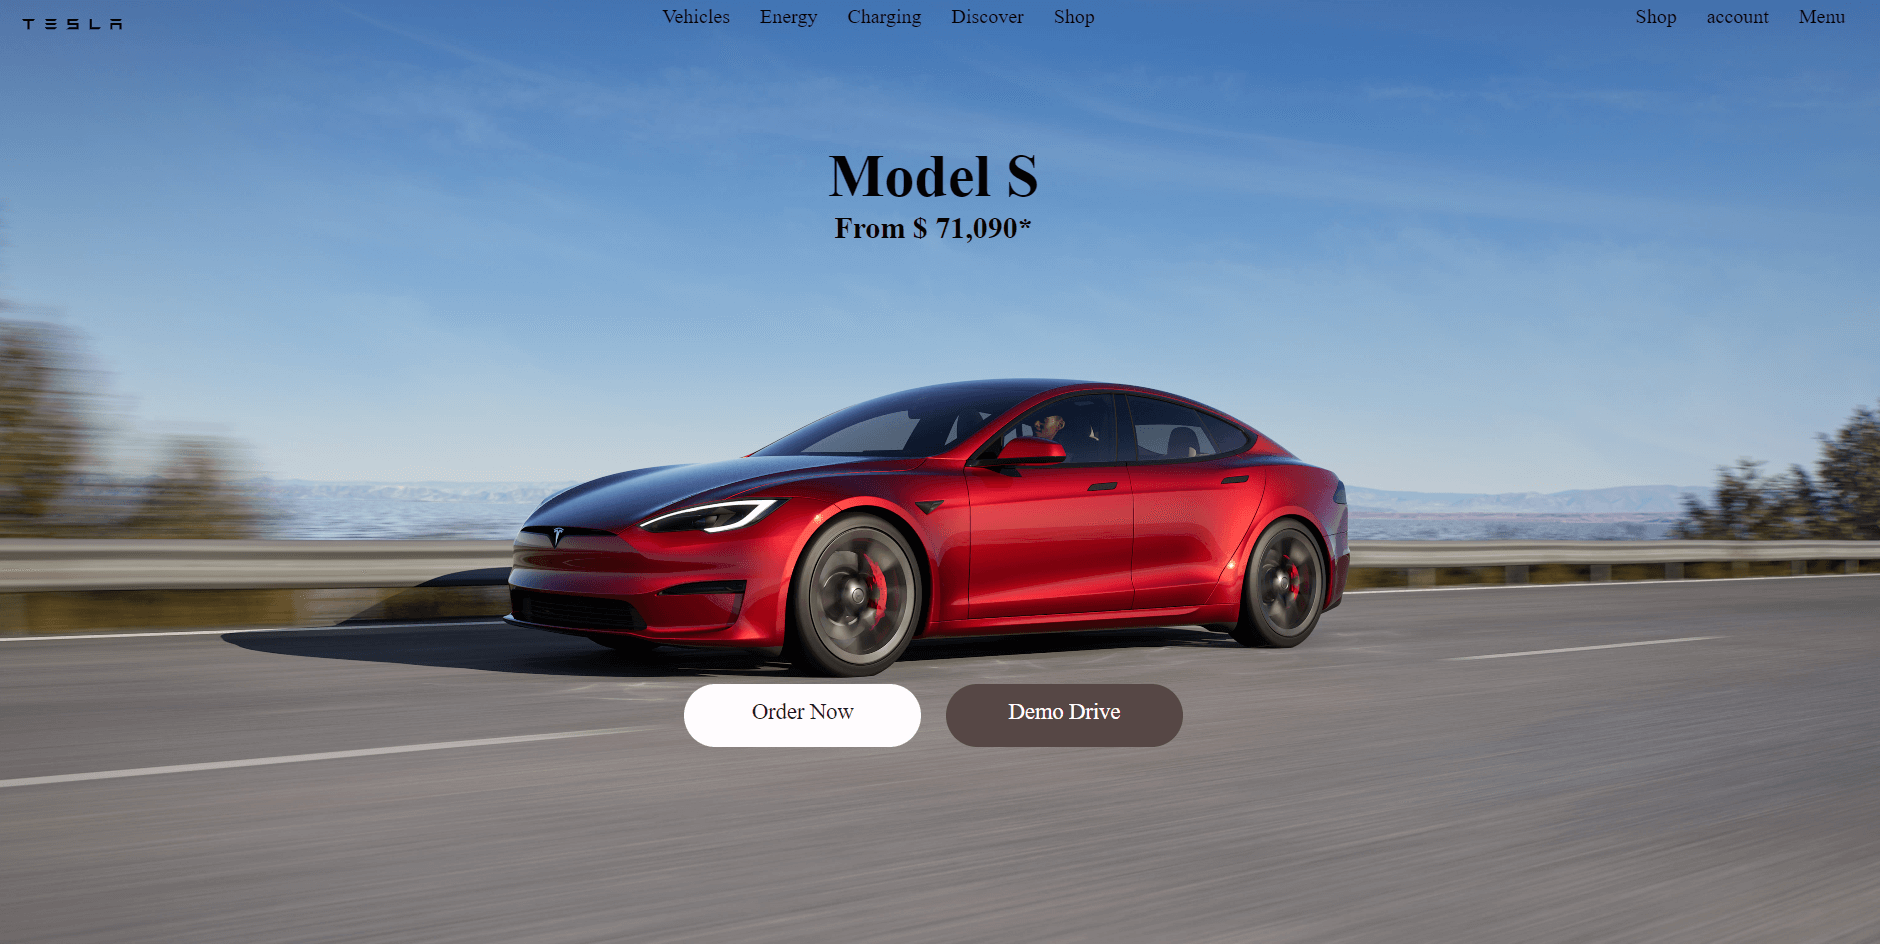 TESLA
Vehicles Energy Charging Discover Shop
Shop account Menu
Model S
From $ 71,090*
Order Now
Demo Drive